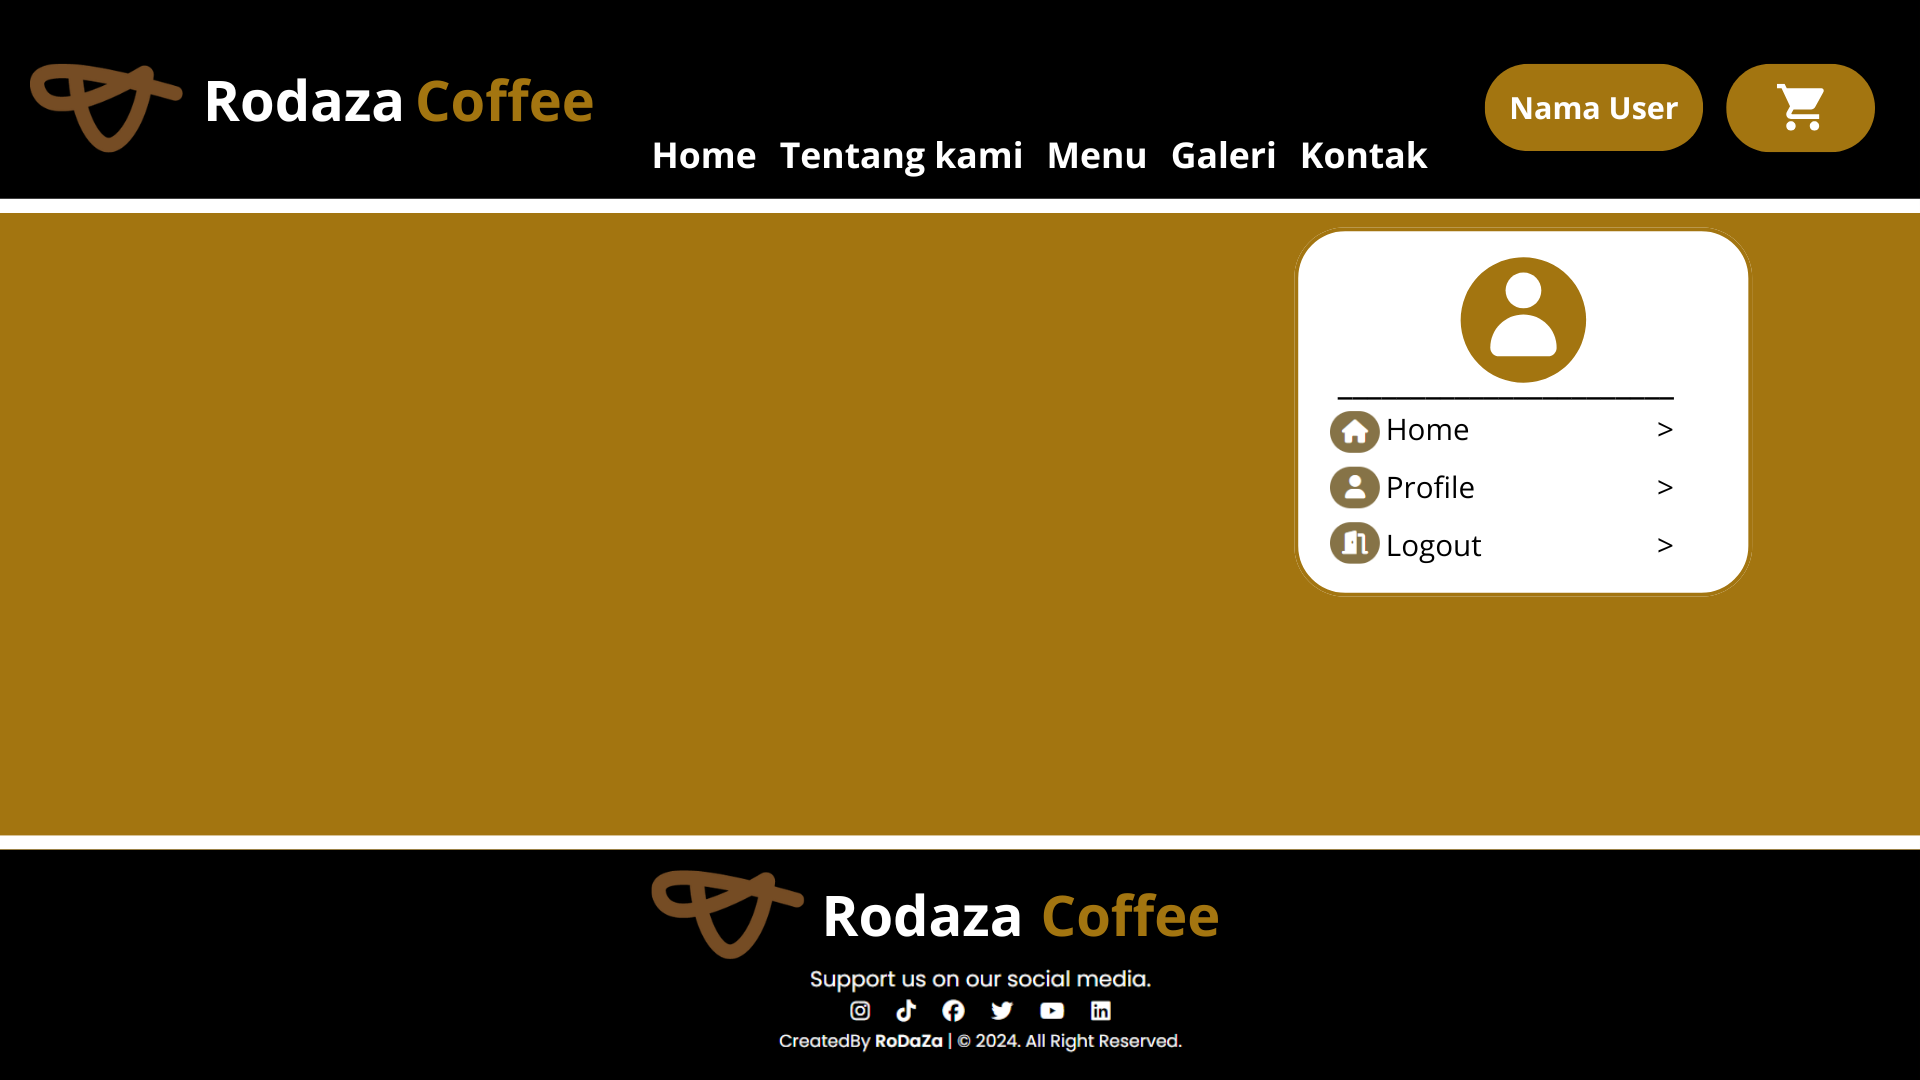 Rodaza Coffee
Nama User
Home Tentang kami Menu Galeri Kontak
Home >
Profile >
Logout >
Rodaza Coffee
Support us on our social media.
CreatedBy RoDaZa | © 2024. All Right Reserved.